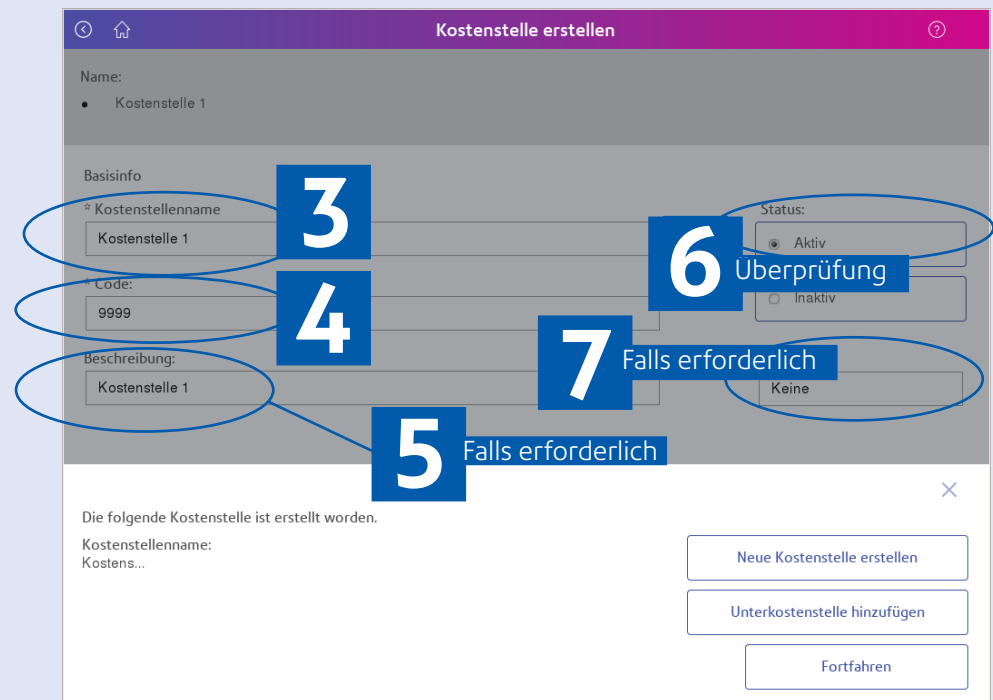 Kostenstelle erstellen
?
Name:
• Kostenstelle 1
Basisinfo
* Kostenstellenname
Kostenstelle 1
3
Status:
Aktiv
6
Überprüfung
Inaktiv
* Code:
9999
4
Beschreibung:
Kostenstelle 1
7
Falls erforderlich
Keine
5
Falls erforderlich
Die folgende Kostenstelle ist erstellt worden.
Kostenstellenname:
Kostens...
Neue Kostenstelle erstellen
Unterkostenstelle hinzufügen
Fortfahren